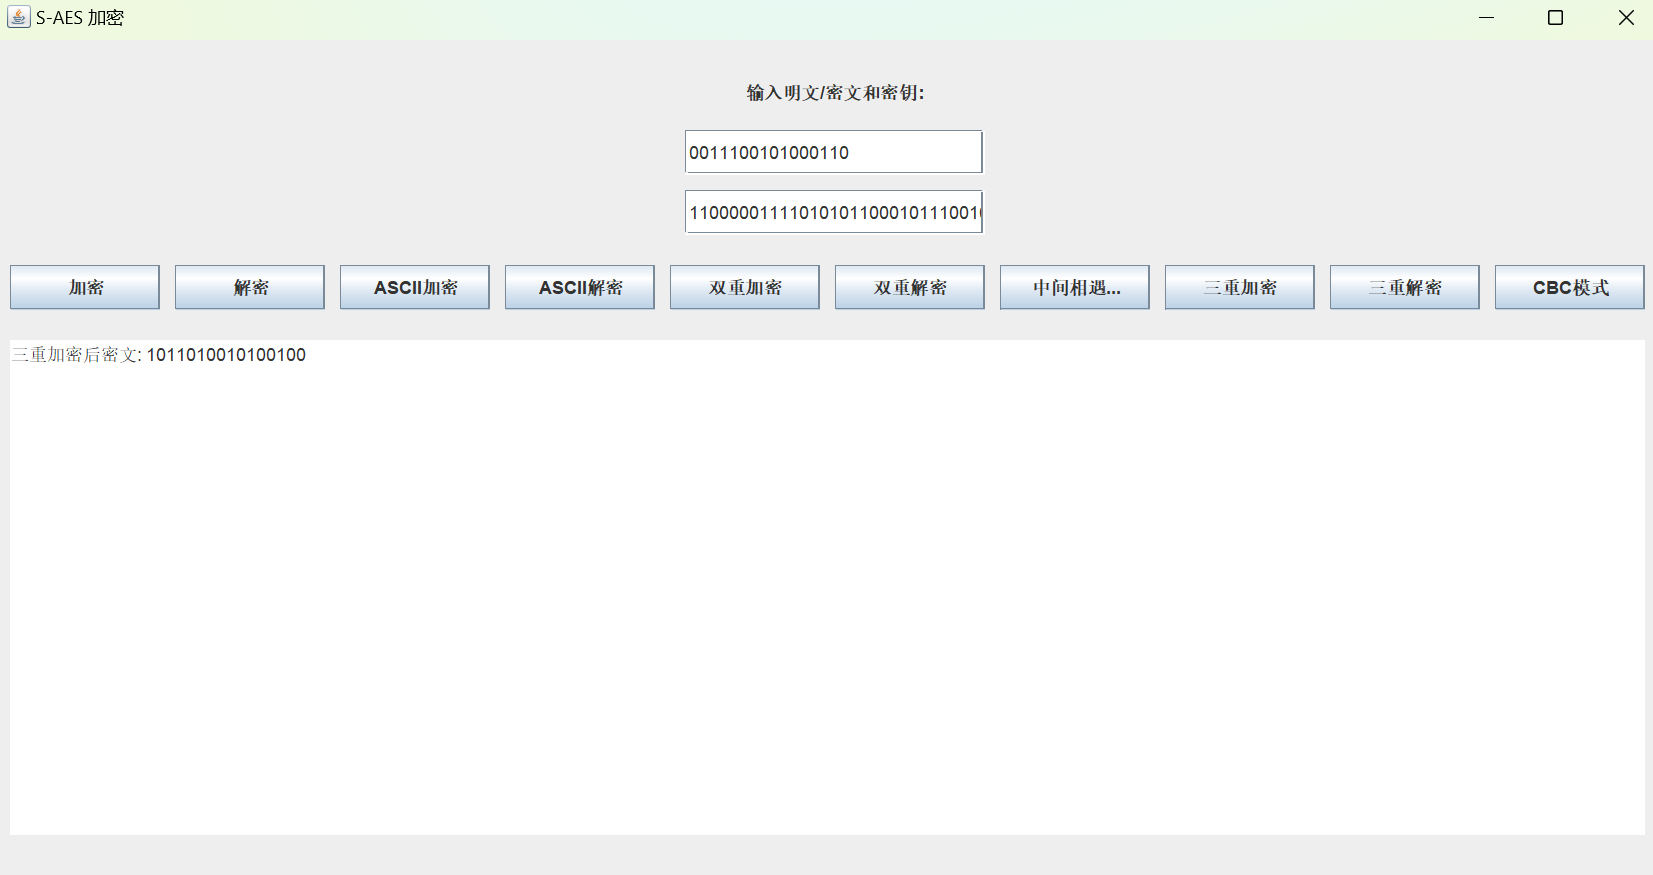 S-AES 加密
输入明文/密文和密钥:
0011100101000110
110000011110101011000101110010
加密 解密 ASCII加密 ASCII解密 双重加密 双重解密 中间相遇... 三重加密 三重解密 CBC模式
三重加密后密文: 1011010010100100